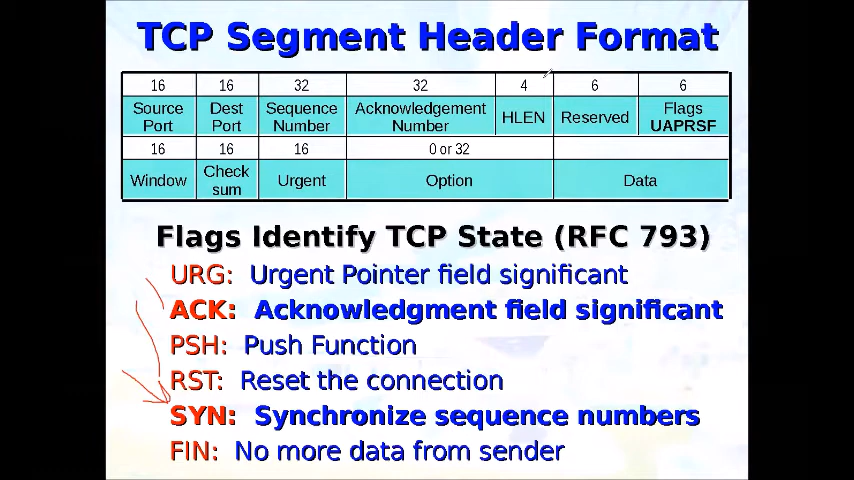 TCP Segment Header Format
16 16 32 32 4 6 6
Source Port Dest Port Sequence Number Acknowledgement Number HLEN Reserved Flags UAPRSF
16 16 16 0 or 32
Window Check sum Urgent Option Data
Flags Identify TCP State (RFC 793)
URG: Urgent Pointer field significant
ACK: Acknowledgment field significant
PSH: Push Function
RST: Reset the connection
SYN: Synchronize sequence numbers
FIN: No more data from sender